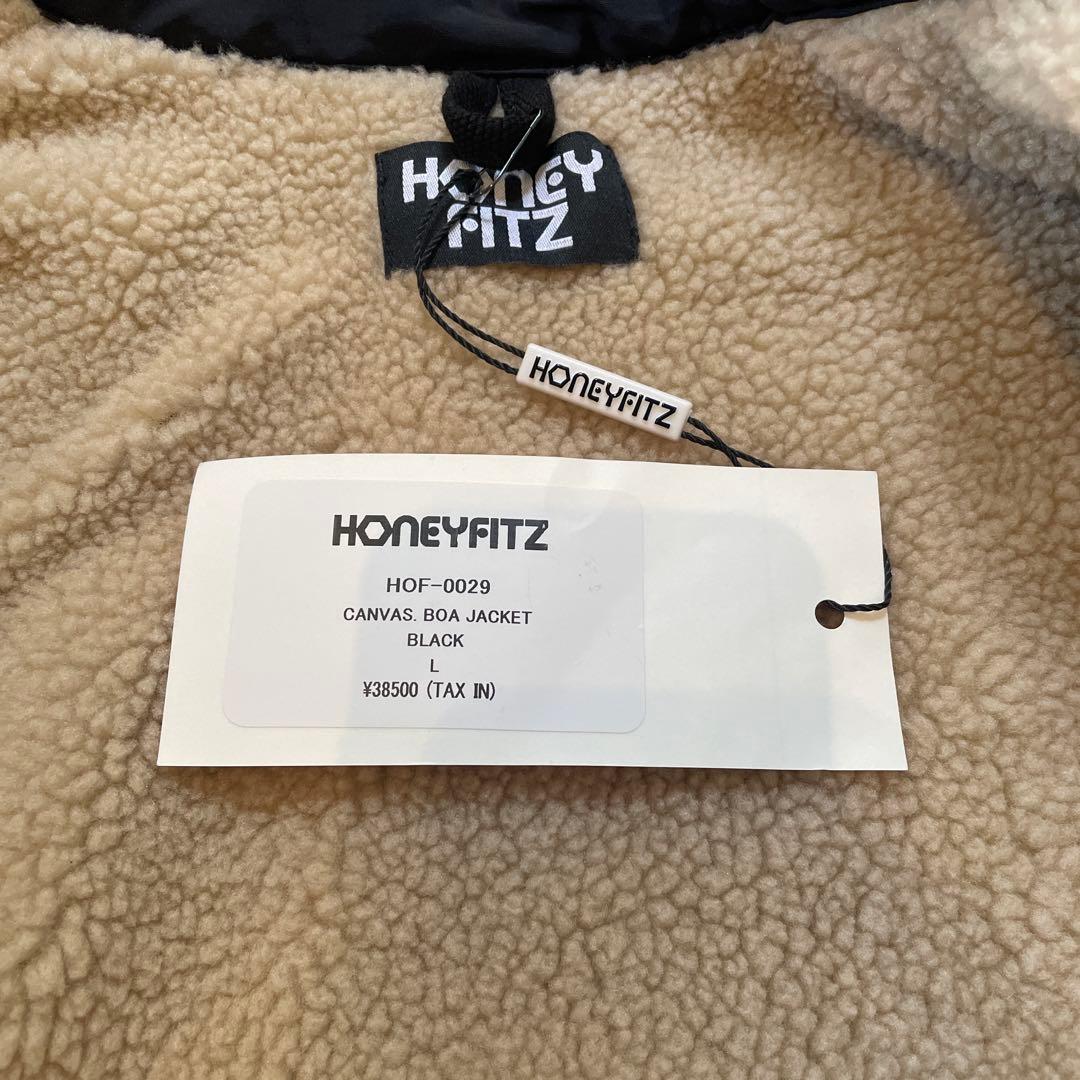 HONEY
FITZ
HONEYFITZ
HONEYFITZ
HOF-0029
CANVAS. BOA JACKET
BLACK
L
¥38500 (TAX IN)